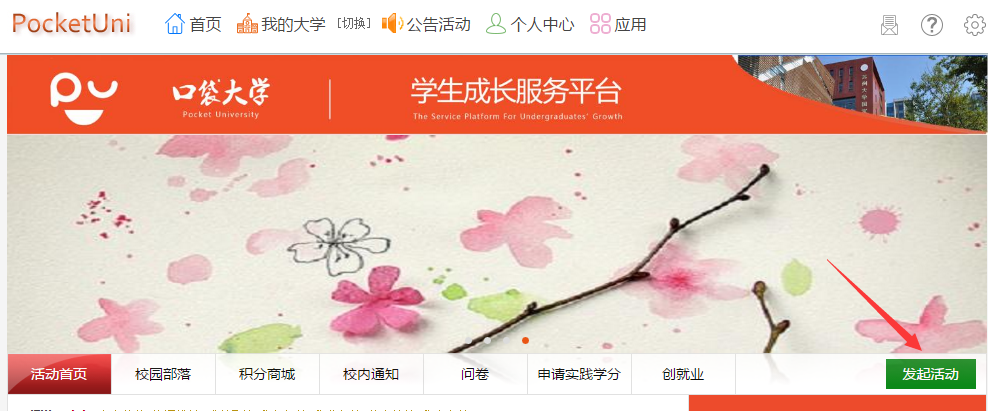 PocketUni 首页 我的大学 [切换] 公告活动 个人中心 应用
pu 口袋大学 学生成长服务平台
Pocket University The Service Platform For Undergraduates' Growth
活动首页 校园部落 积分商城 校内通知 问卷 申请实践学分 创就业 发起活动